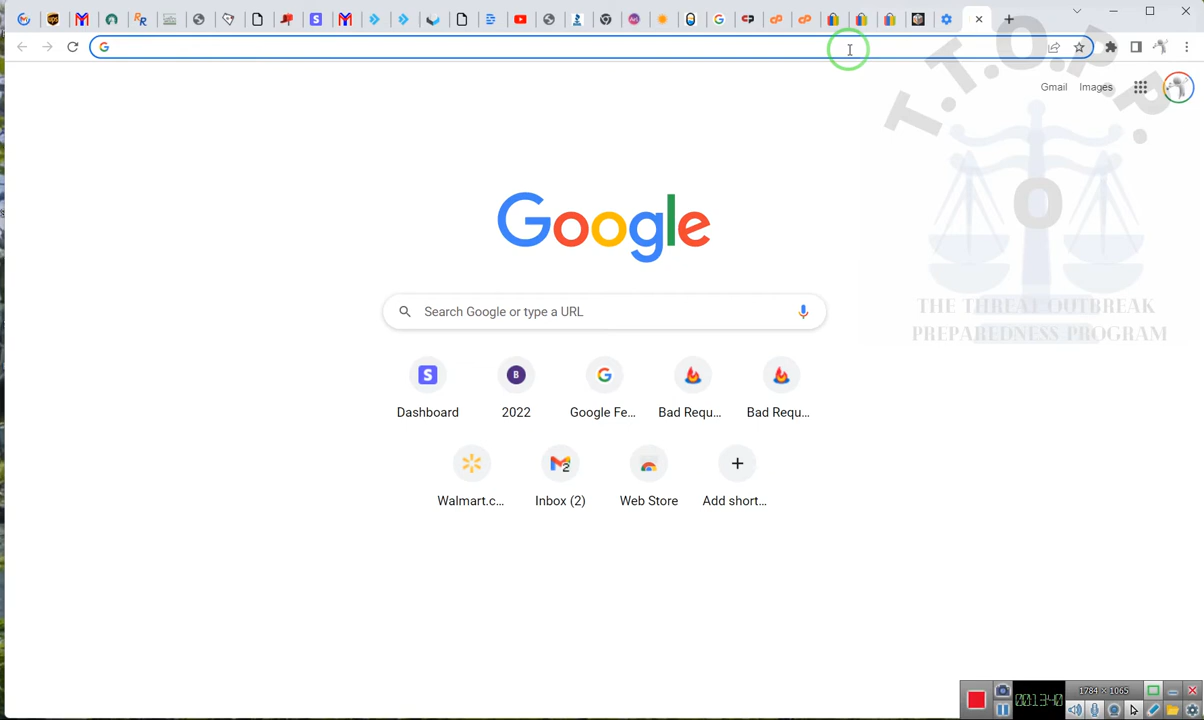 Gmail Images
T.T.O.P.P.
O
Google
THE THREAT OUTBREAK
PREPAREDNESS PROGRAM
Search Google or type a URL
S B G
Dashboard 2022 Google Fe... Bad Requ... Bad Requ...
2
Walmart.c... Inbox (2) Web Store Add short...
1784 × 1065